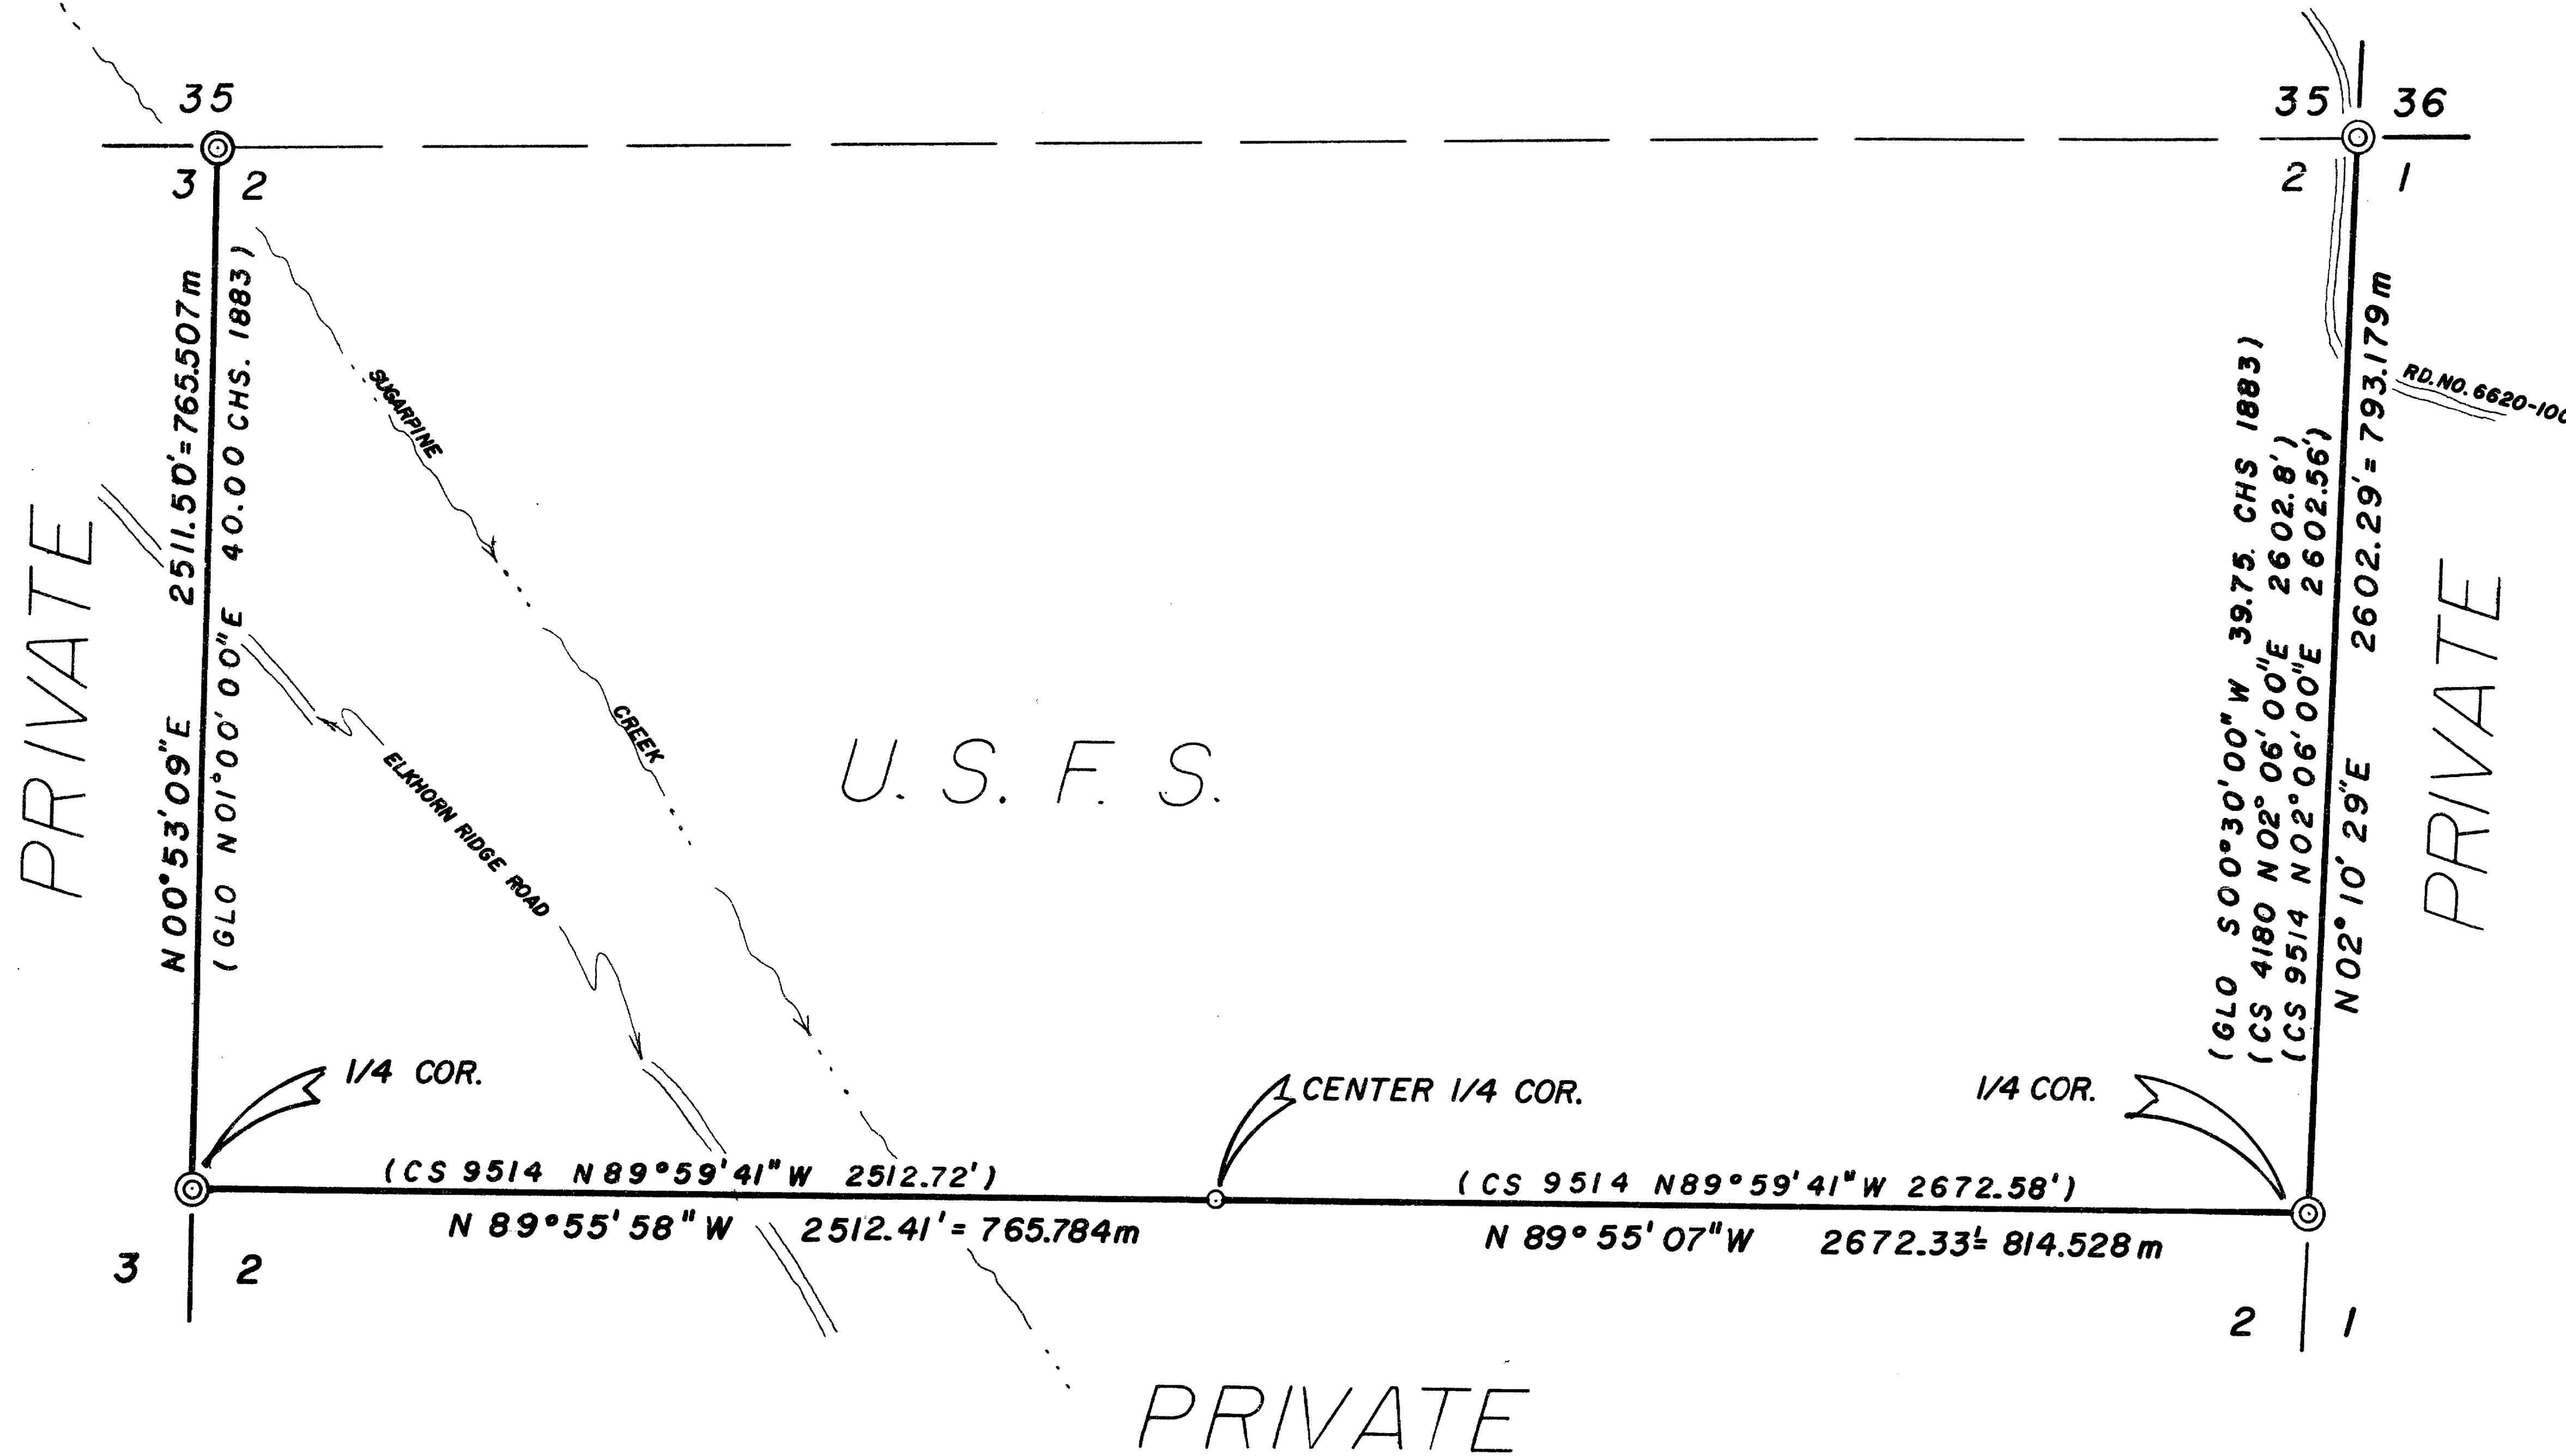 35
35 36
3 2
2 1
N 00°53'09"E 2511.50'=765.507m
(GLO N01°00'00"E 40.00 CHS. 1883)
SUGARPINE
CREEK
ELKHORN RIDGE ROAD
PRIVATE
U. S. F. S.
(GLO S00°30'00"W 39.75. CHS 1883)
(CS 4180 N02°06'00"E 2602.8')
(CS 9514 N02°06'00"E 2602.56')
N 02°10'29"E 2602.29'=793.179m
RD. NO. 6620-100
PRIVATE
1/4 COR.
CENTER 1/4 COR.
1/4 COR.
(CS 9514 N89°59'41"W 2512.72')
(CS 9514 N89°59'41"W 2672.58')
N 89°55'58"W 2512.41'=765.784m
N 89°55'07"W 2672.33'=814.528m
3 2
2 1
PRIVATE